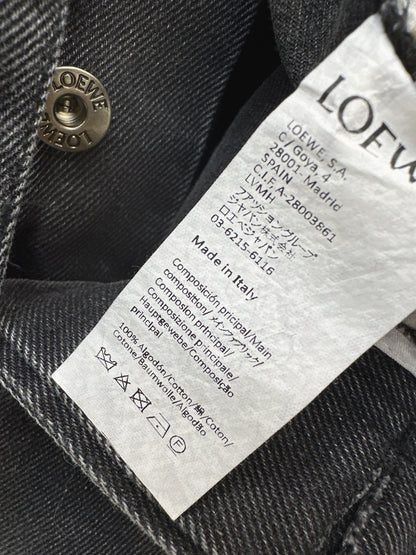 LOEWE
LOEWE
LOEWE
LOEWE, S.A.
C/ Goya, 4
28001- Madrid
SPAIN
C.I.F. A-28003861
LVMH
ファッショングループ
ジャパン株式会社
ロエベジャパン
03-6215-6116
Made in Italy
Composición pricipal/Main
composition/メインファブリック/
Composion principal/
Composizione principale/
Hauptgewebe/Composition
principal
100% Algodón/Cotton/綿/Coton/
Cotone/Baumwolle/Algodão
F